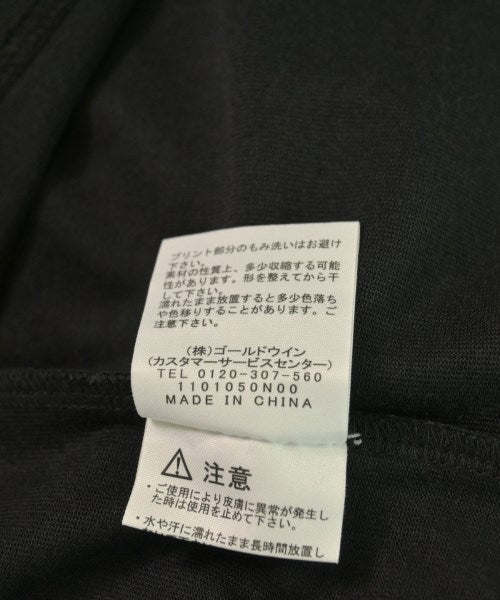 プリント部分のもみ洗いはお避け
下さい。
素材の性質上、多少収縮する可能
性があります。形を整えてから干
して下さい。
濡れたまま放置すると多少色落ち
や色移りすることがあります。ご
注意下さい。
(株)ゴールドウイン
(カスタマーサービスセンター)
TEL 0120-307-560
1101050N00
MADE IN CHINA
注意
・ご使用により皮膚に異常が発生し
た時は使用を止めて下さい。
・水や汗に濡れたまま長時間放置し